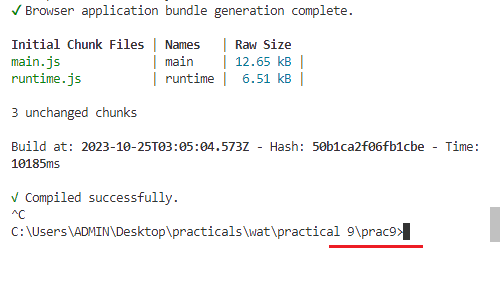 ✓ Browser application bundle generation complete.
Initial Chunk Files | Names | Raw Size
main.js | main | 12.65 kB |
runtime.js | runtime | 6.51 kB |
3 unchanged chunks
Build at: 2023-10-25T03:05:04.573Z - Hash: 50b1ca2f06fb1cbe - Time:
10185ms
√ Compiled successfully.
^C
C:\Users\ADMIN\Desktop\practicals\wat\practical 9\prac9>